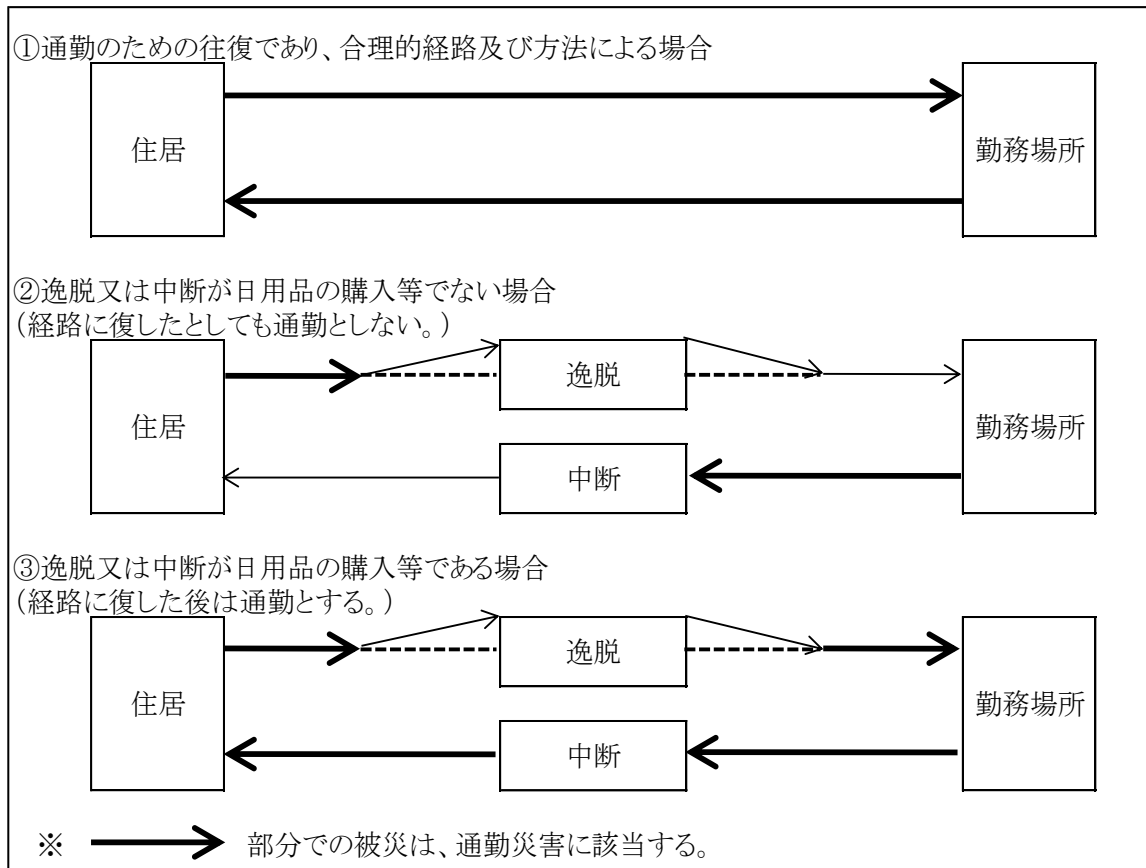 ①通勤のための往復であり、合理的経路及び方法による場合
住居
勤務場所
②逸脱又は中断が日用品の購入等でない場合
（経路に復したとしても通勤としない。）
逸脱
住居
勤務場所
中断
③逸脱又は中断が日用品の購入等である場合
（経路に復した後は通勤とする。）
逸脱
住居
勤務場所
中断
※ 部分での被災は、通勤災害に該当する。